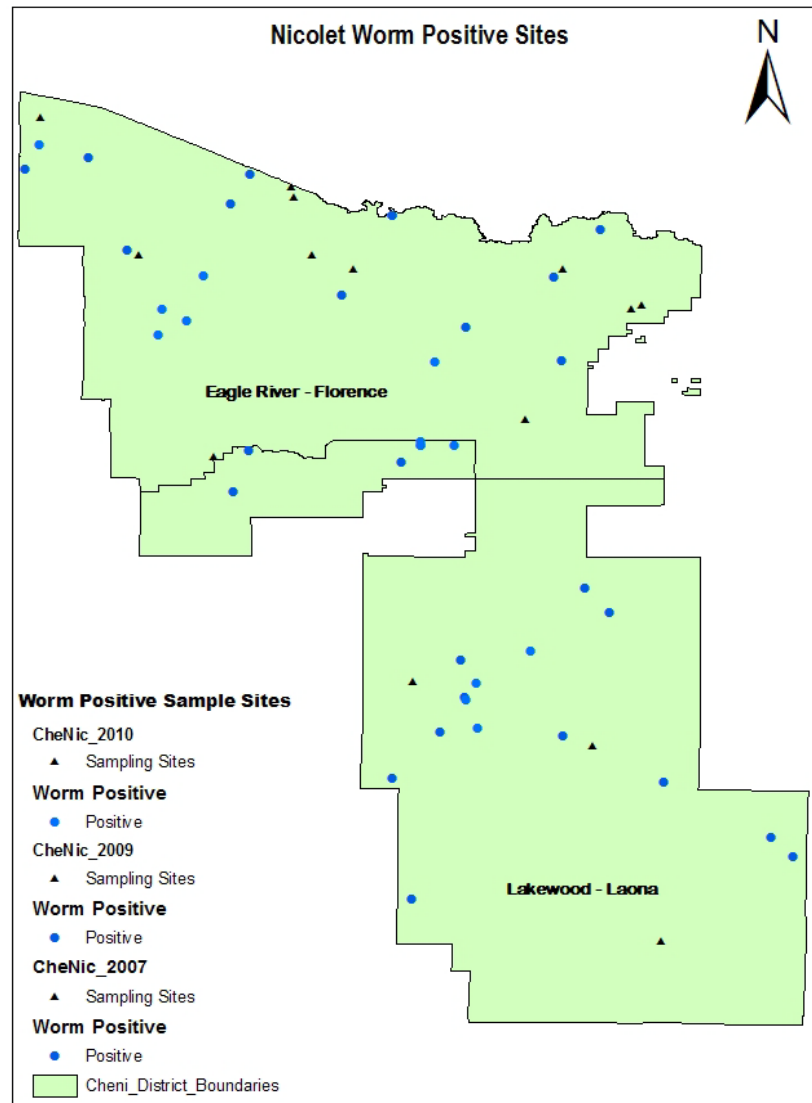 Nicolet Worm Positive Sites
N
Eagle River - Florence
Lakewood - Laona
Worm Positive Sample Sites
CheNic_2010
Sampling Sites
Worm Positive
Positive
CheNic_2009
Sampling Sites
Worm Positive
Positive
CheNic_2007
Sampling Sites
Worm Positive
Positive
Cheni_District_Boundaries